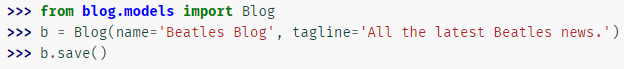 >>> from blog.models import Blog
>>> b = Blog(name='Beatles Blog', tagline='All the latest Beatles news.')
>>> b.save()